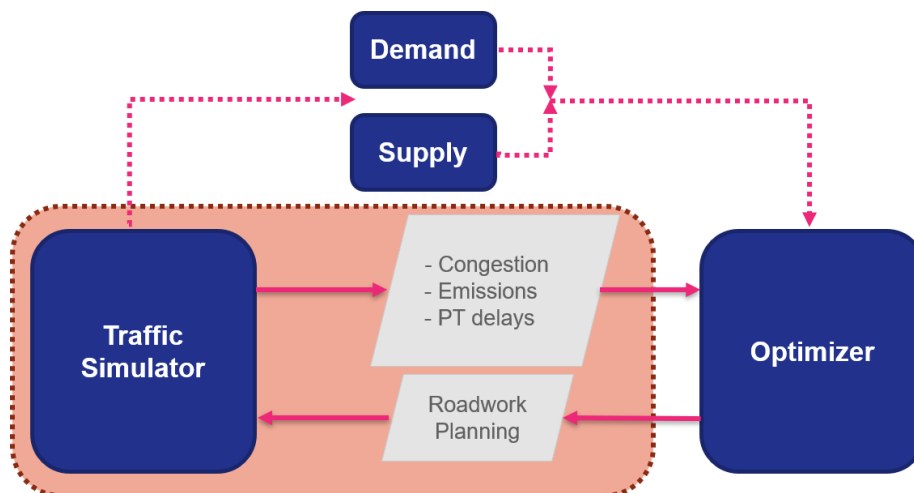 Demand
Supply
Traffic
Simulator
- Congestion
- Emissions
- PT delays
Optimizer
Roadwork
Planning